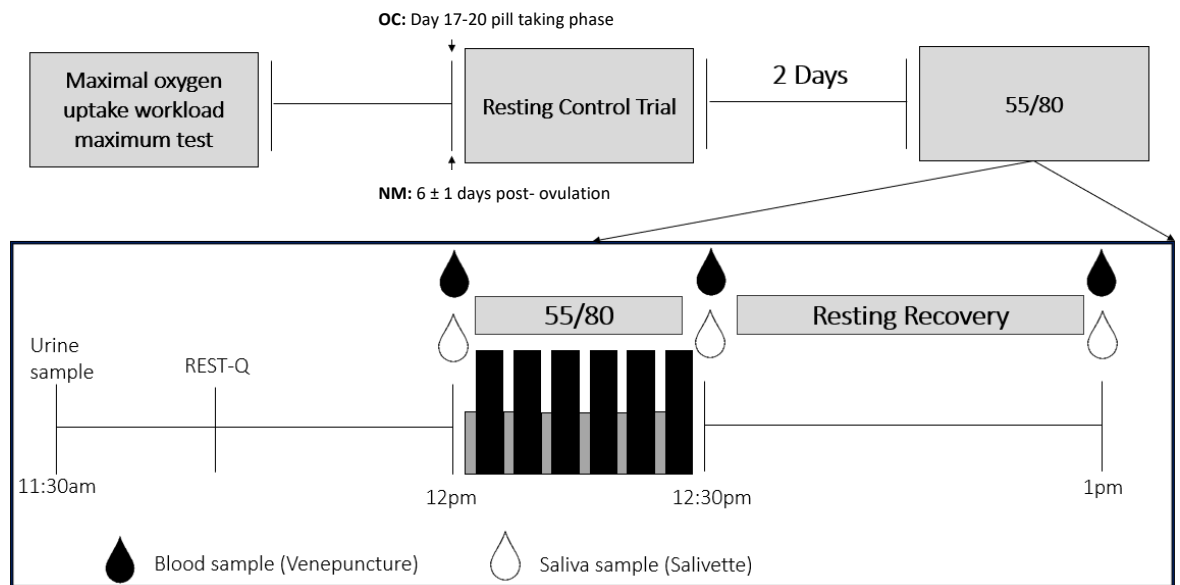 OC: Day 17-20 pill taking phase
Maximal oxygen
uptake workload
maximum test
Resting Control Trial
2 Days
55/80
NM: 6 ± 1 days post- ovulation
55/80
Resting Recovery
Urine
sample
REST-Q
11:30am
12pm
12:30pm
1pm
Blood sample (Venepuncture)
Saliva sample (Salivette)